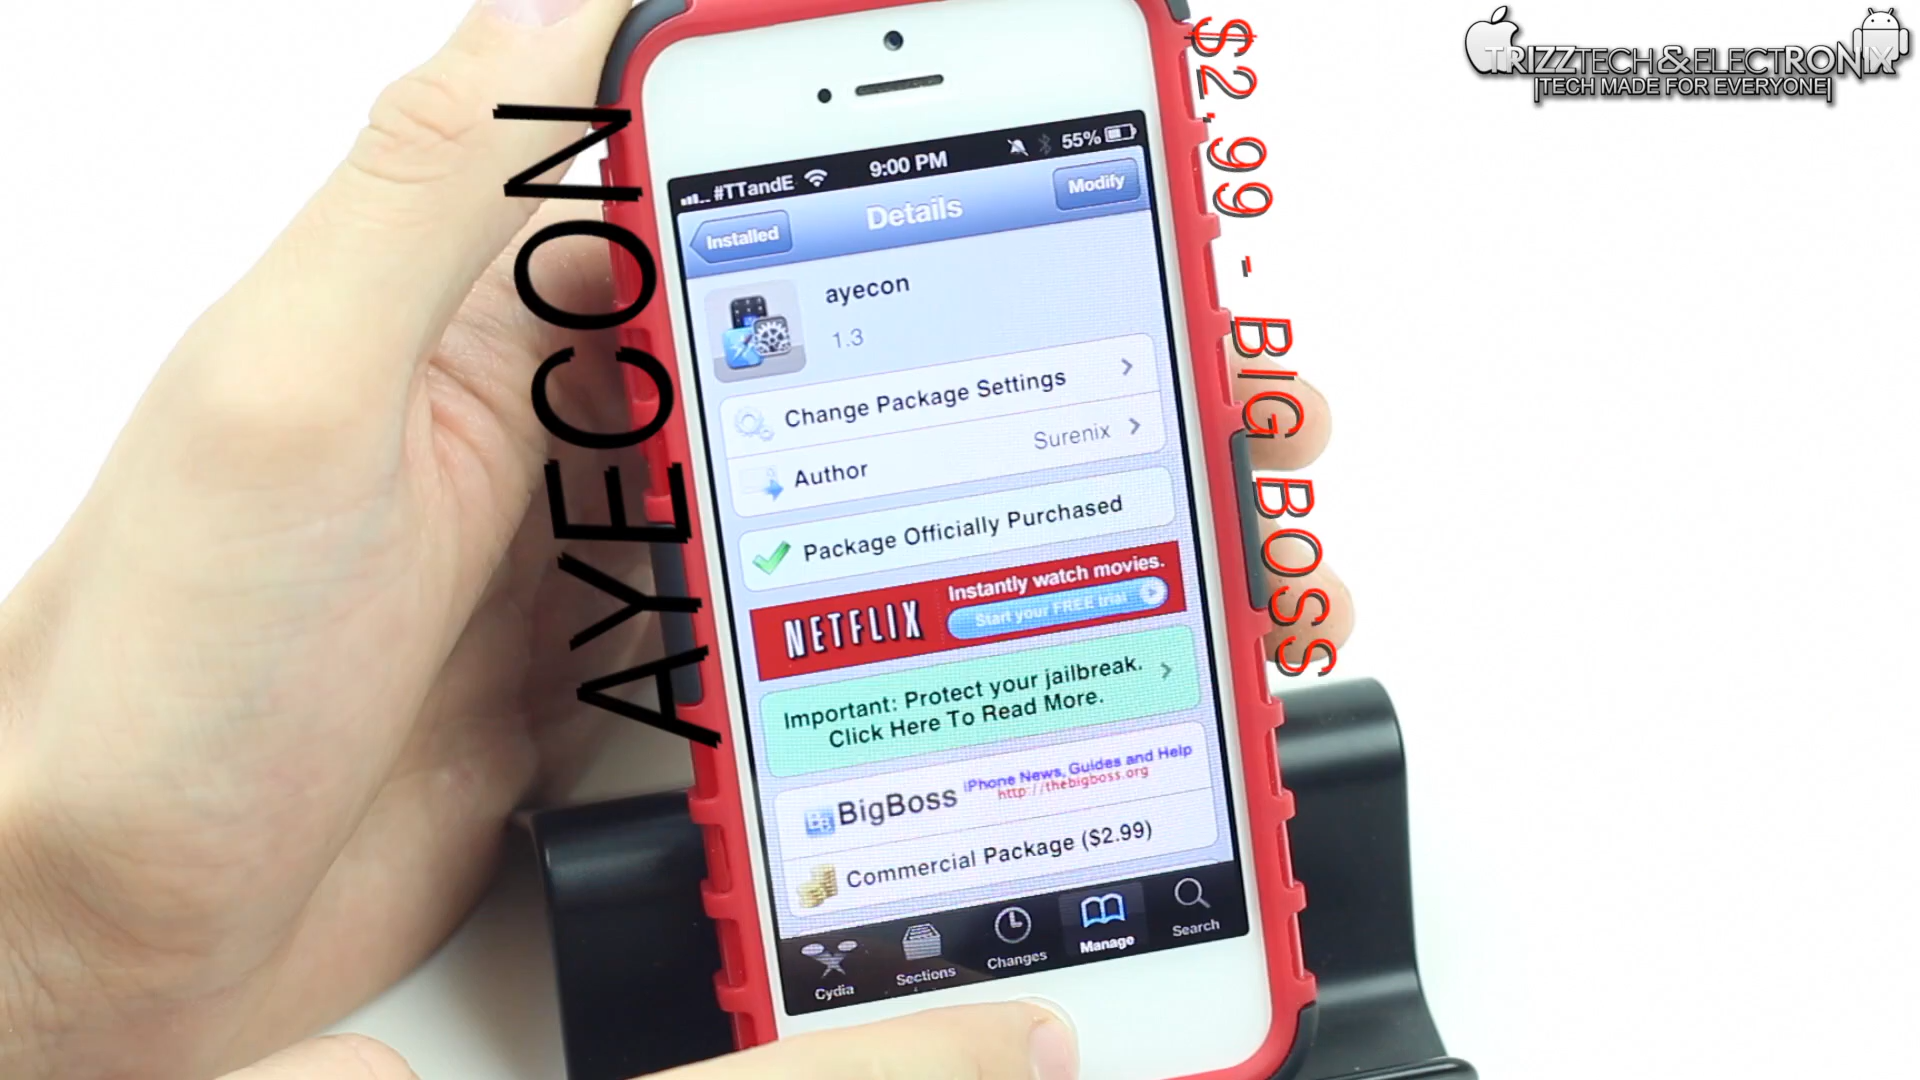 TRIZZTECH&ELECTRONIX
|TECH MADE FOR EVERYONE|
AYECON
$2.99 - BIG BOSS
#TTandE 9:00 PM 55%
Installed Details Modify
ayecon
1.3
Change Package Settings
Author Surenix
Package Officially Purchased
NETFLIX Instantly watch movies.
Start your FREE trial
Important: Protect your jailbreak.
Click Here To Read More.
BigBoss iPhone News, Guides and Help
http://thebigboss.org
Commercial Package ($2.99)
Cydia Sections Changes Manage Search